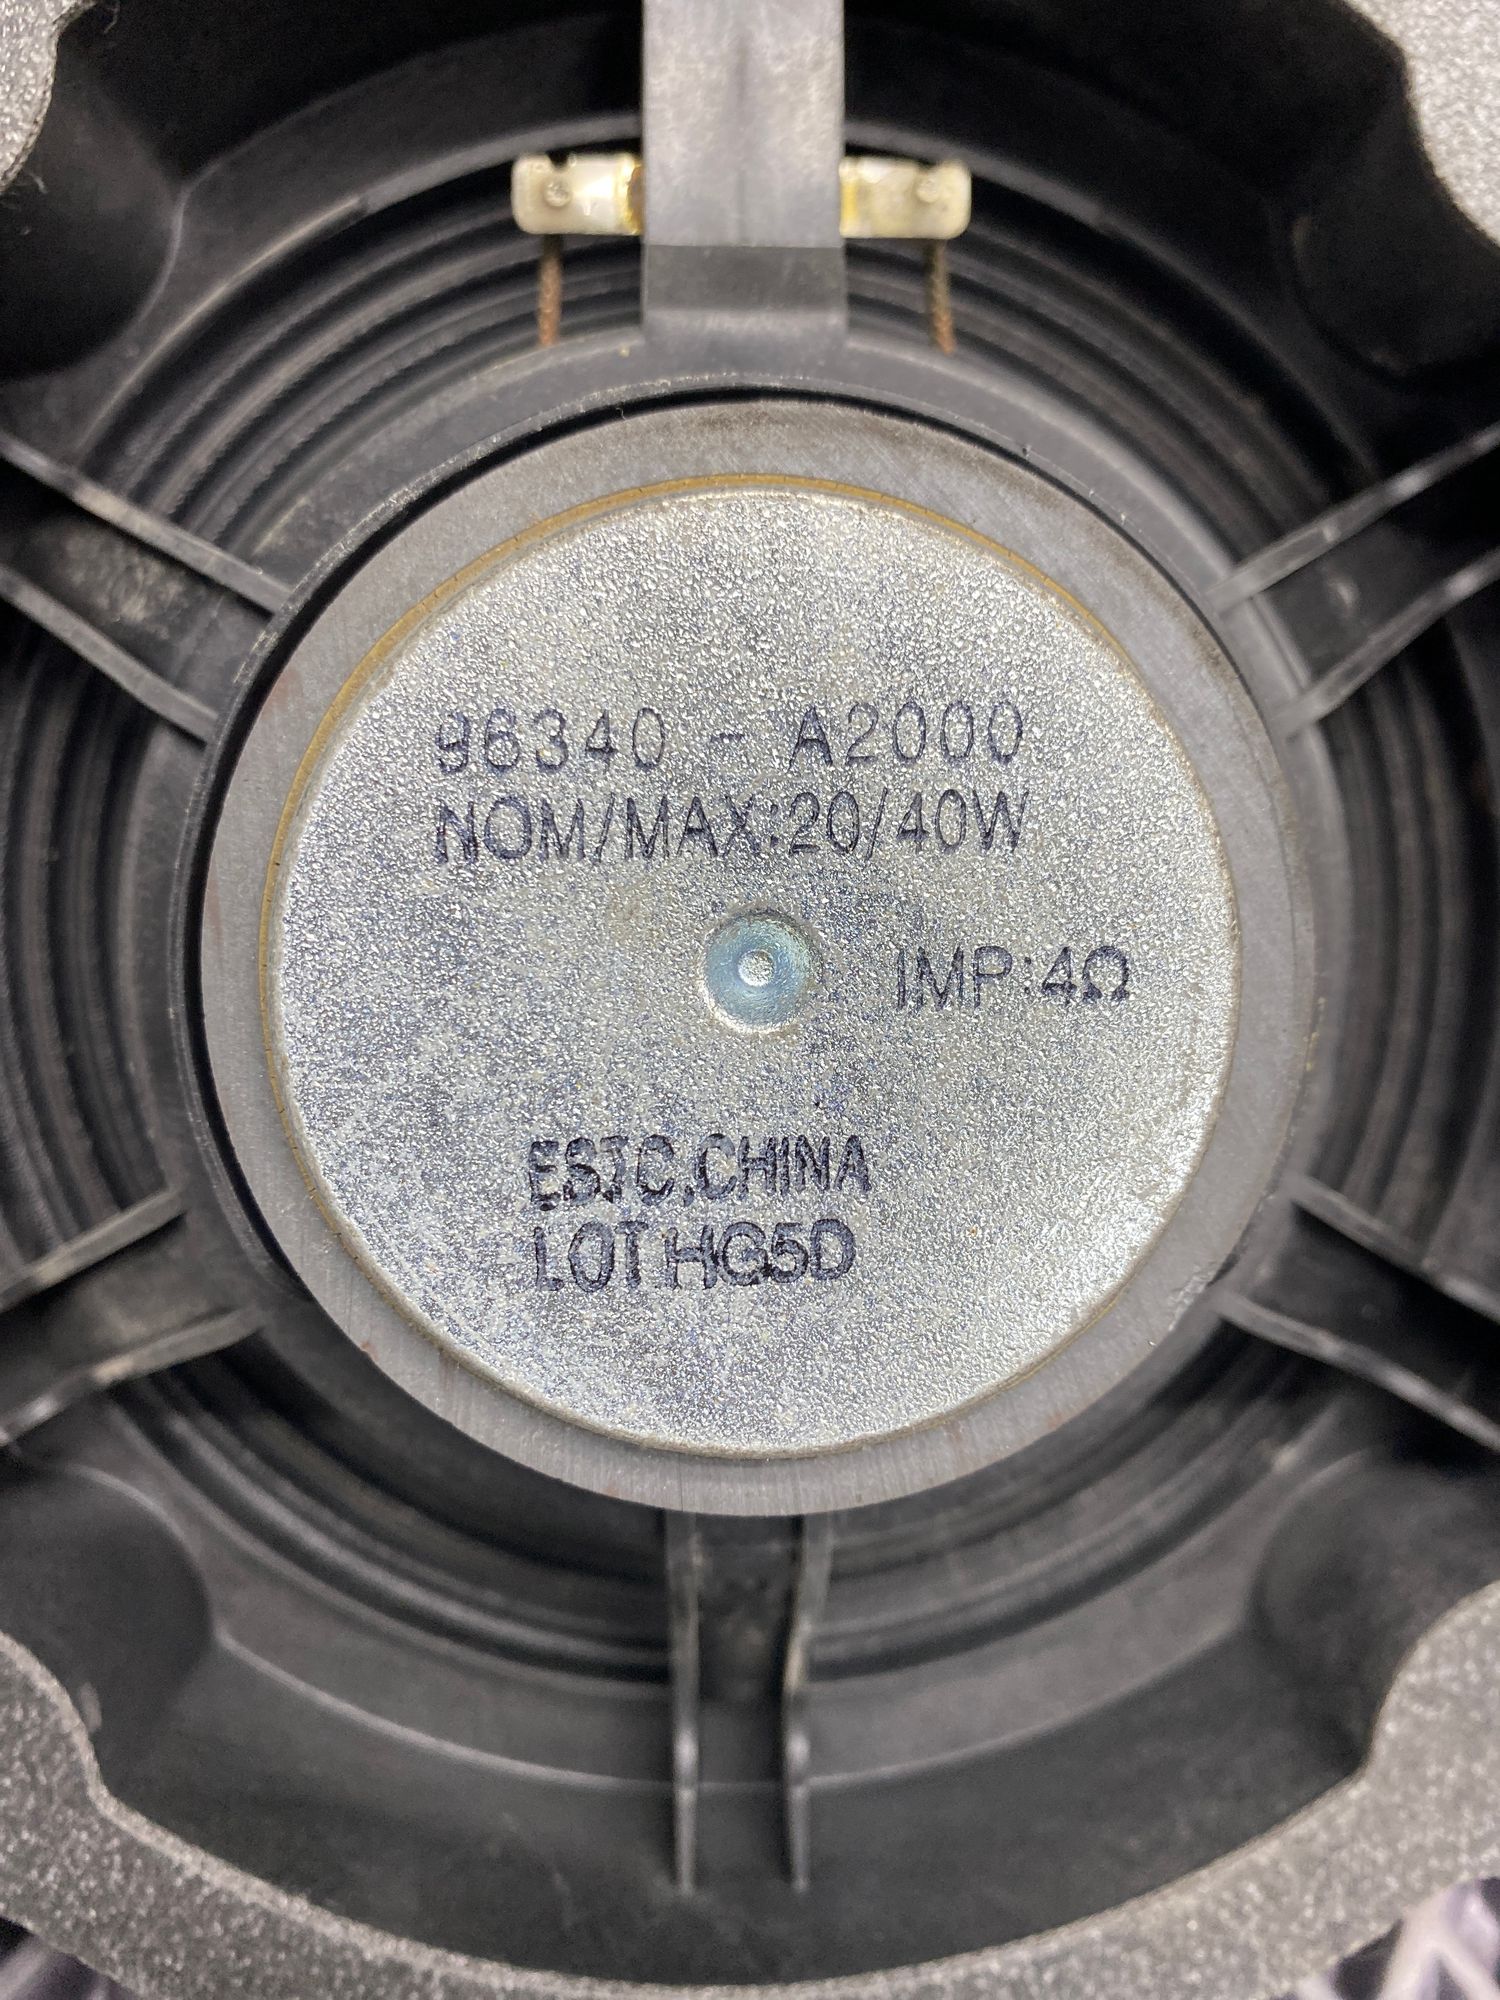 96340 - A2000
NOM/MAX:20/40W
IMP:4Ω
ESTC.CHINA
LOT:HG5D